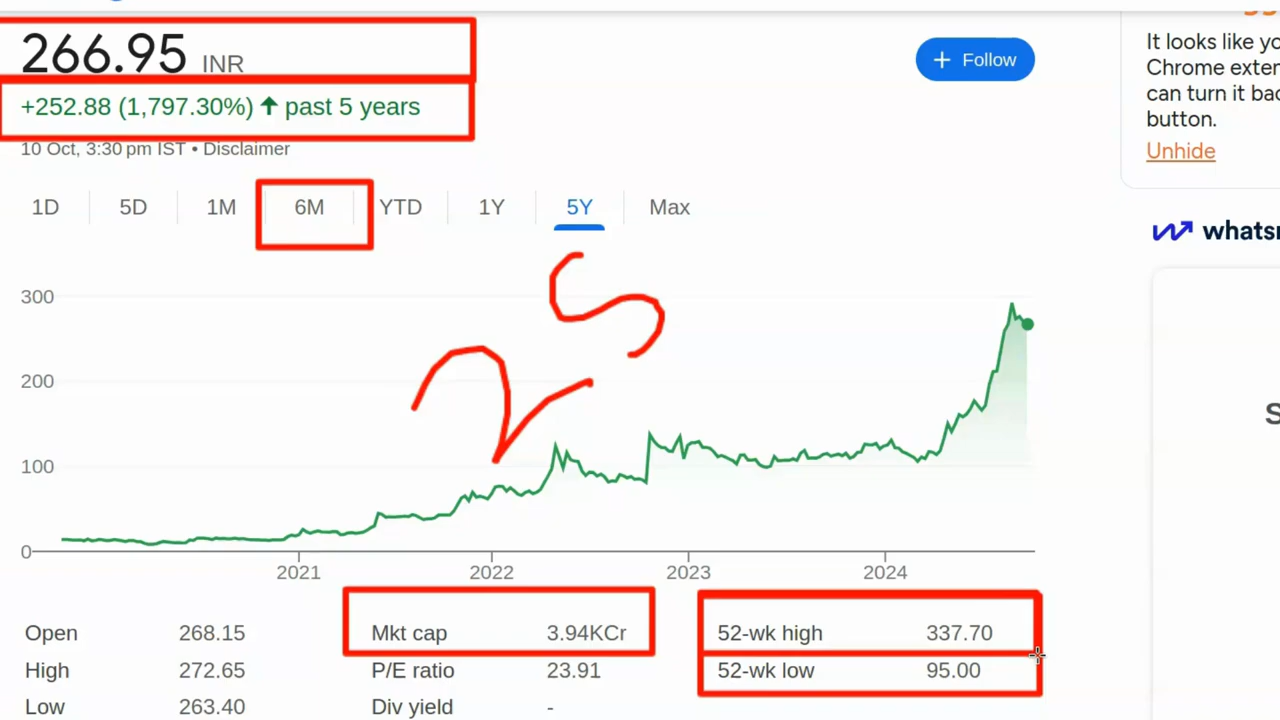 266.95 INR
+ Follow
+252.88 (1,797.30%) ↑ past 5 years
10 Oct, 3:30 pm IST • Disclaimer
1D 5D 1M 6M YTD 1Y 5Y Max
25
300
200
100
0
2021 2022 2023 2024
Open 268.15 Mkt cap 3.94KCr 52-wk high 337.70
High 272.65 P/E ratio 23.91 52-wk low 95.00
Low 263.40 Div yield -
It looks like yo
Chrome exten
can turn it bac
button.
Unhide
whats
S